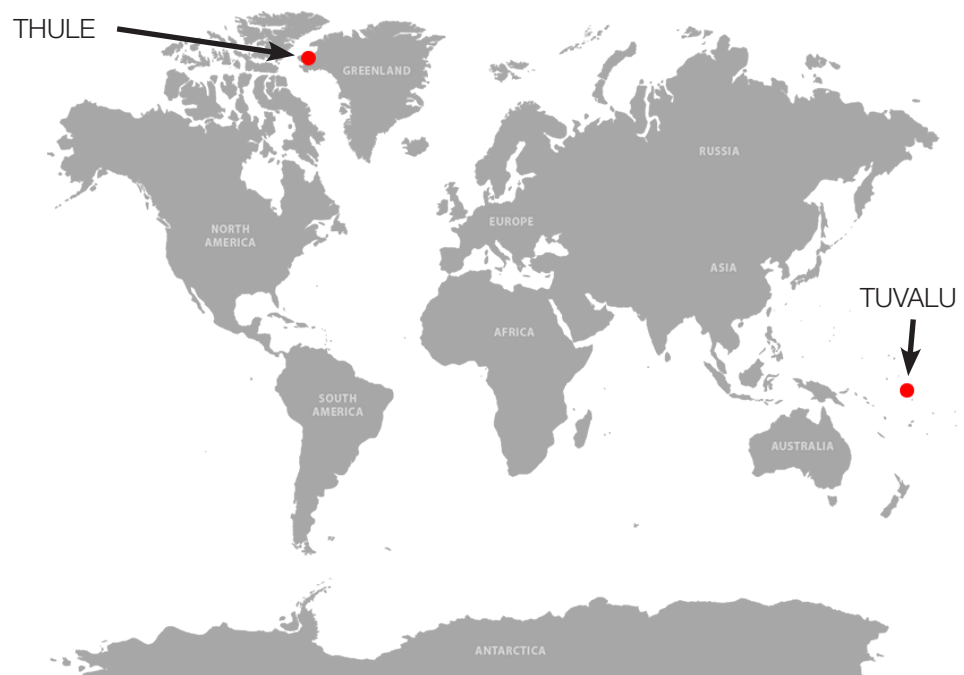 THULE
GREENLAND
RUSSIA
NORTH
AMERICA
EUROPE
ASIA
TUVALU
AFRICA
SOUTH
AMERICA
AUSTRALIA
ANTARCTICA